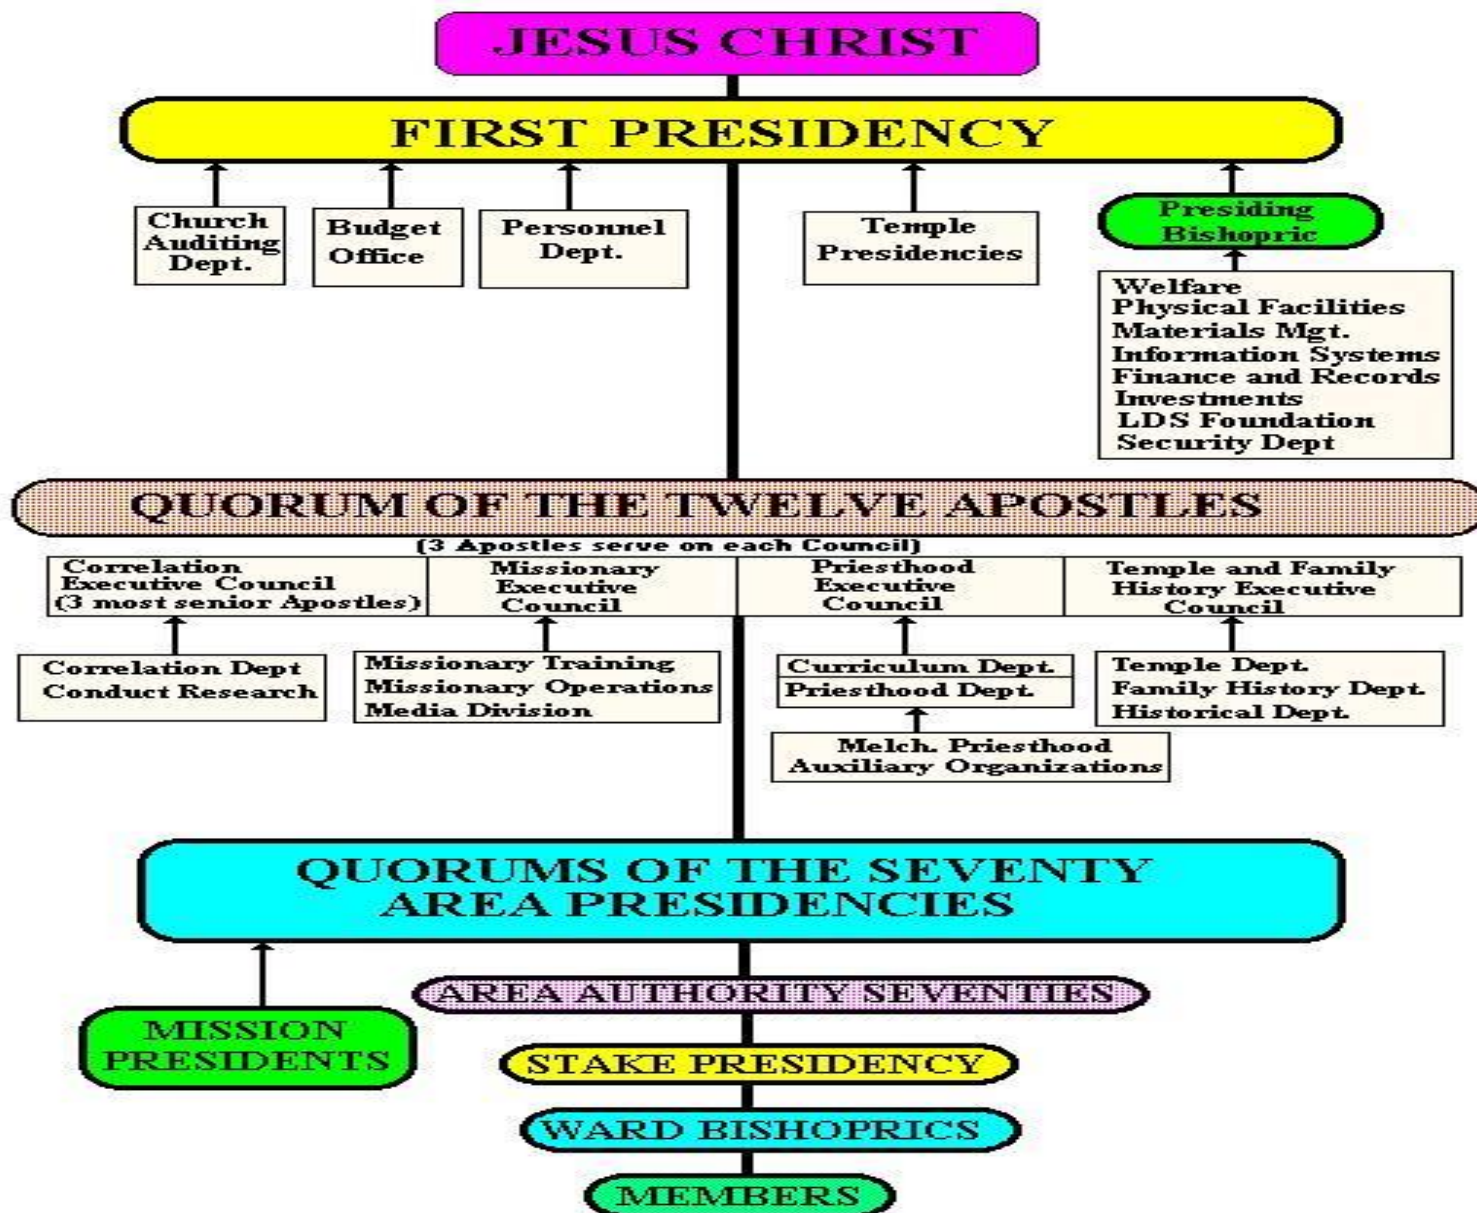 JESUS CHRIST
FIRST PRESIDENCY
Church
Auditing
Dept.
Budget
Office
Personnel
Dept.
Temple
Presidencies
Presiding
Bishopric
Welfare
Physical Facilities
Materials Mgt.
Information Systems
Finance and Records
Investments
LDS Foundation
Security Dept
QUORUM OF THE TWELVE APOSTLES
(3 Apostles serve on each Council)
Correlation
Executive Council
(3 most senior Apostles)
Missionary
Executive
Council
Priesthood
Executive
Council
Temple and Family
History Executive
Council
Correlation Dept
Conduct Research
Missionary Training
Missionary Operations
Media Division
Curriculum Dept.
Priesthood Dept.
Temple Dept.
Family History Dept.
Historical Dept.
Melch. Priesthood
Auxiliary Organizations
QUORUMS OF THE SEVENTY
AREA PRESIDENCIES
AREA AUTHORITY SEVENTIES
MISSION
PRESIDENTS
STAKE PRESIDENCY
WARD BISHOPRICS
MEMBERS